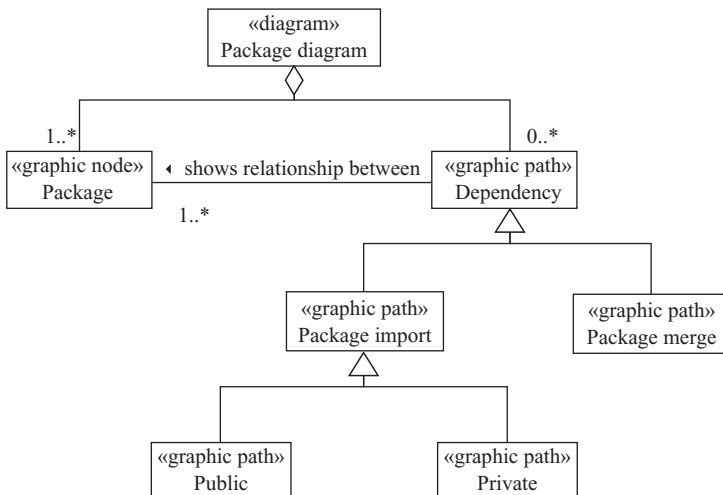 «diagram»
Package diagram
1..*
0..*
«graphic node»
Package
shows relationship between
1..*
«graphic path»
Dependency
«graphic path»
Package import
«graphic path»
Package merge
«graphic path»
Public
«graphic path»
Private